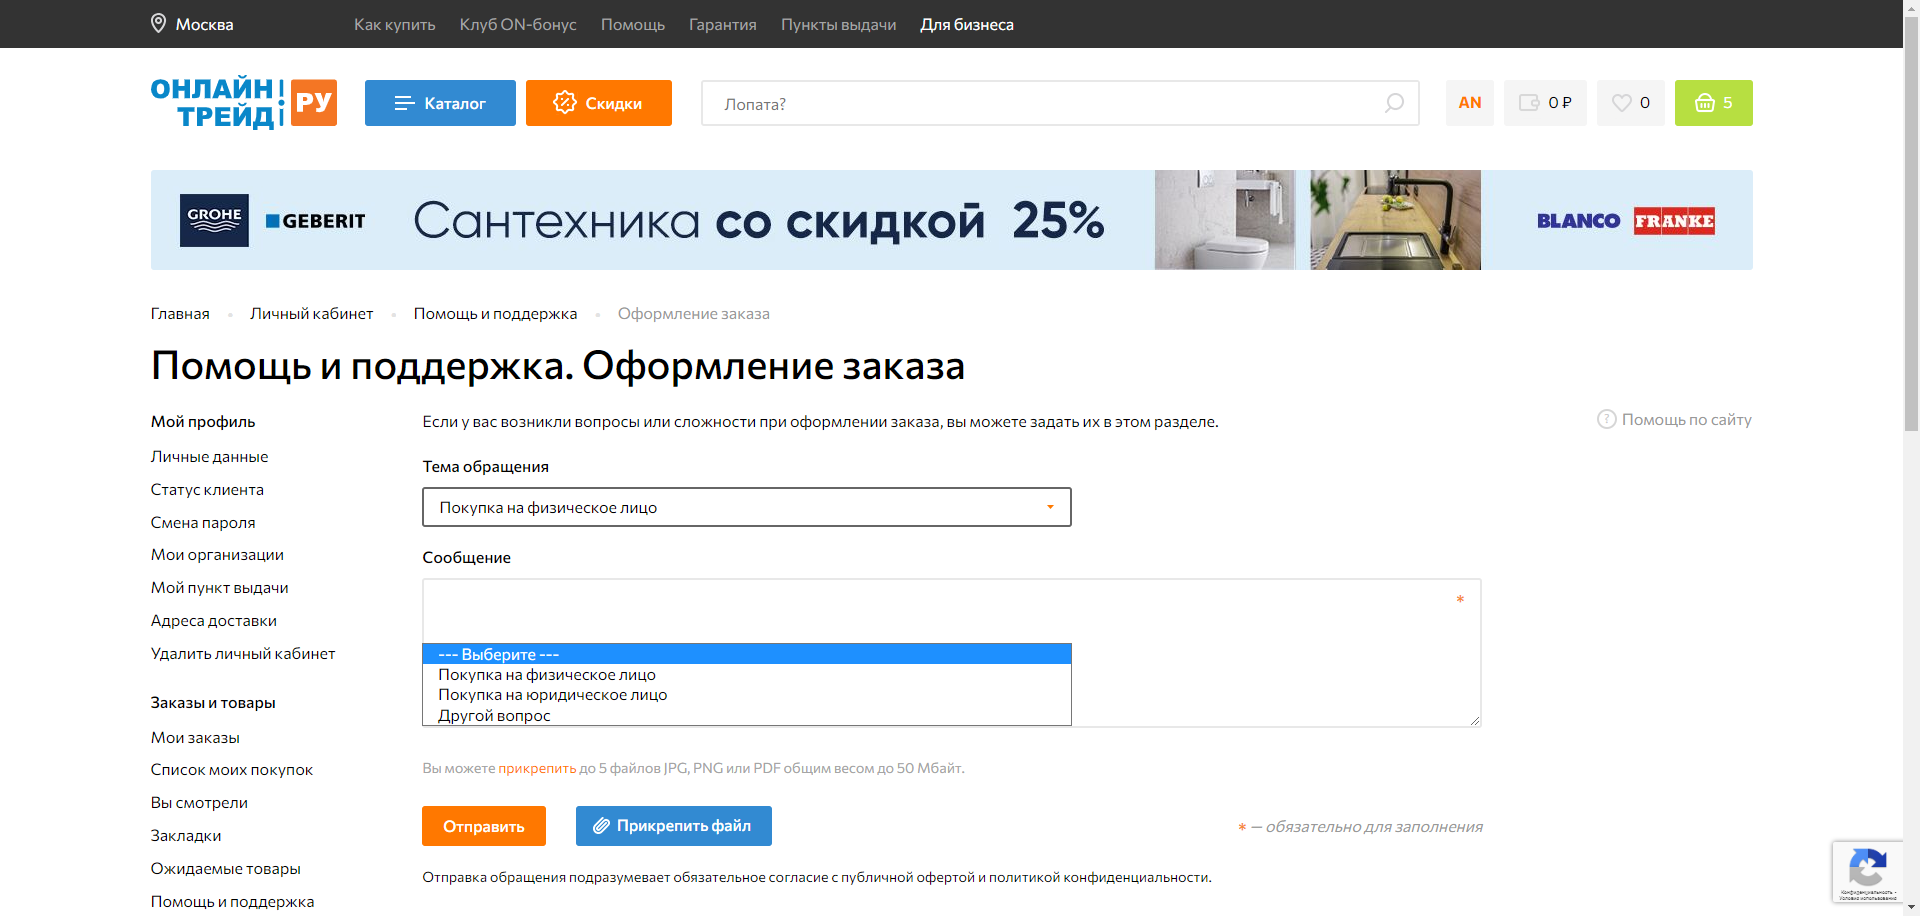 Москва
Как купить
Клуб ON-бонус
Помощь
Гарантия
Пункты выдачи
Для бизнеса
ОНЛАЙН
ТРЕЙД
РУ
Каталог
Скидки
Лопата?
AN
0 ₽
0
5
GROHE
GEBERIT
Сантехника со скидкой 25%
BLANCO
FRANKE
Главная
Личный кабинет
Помощь и поддержка
Оформление заказа
Помощь и поддержка. Оформление заказа
Мой профиль
Личные данные
Статус клиента
Смена пароля
Мои организации
Мой пункт выдачи
Адреса доставки
Удалить личный кабинет
Заказы и товары
Мои заказы
Список моих покупок
Вы смотрели
Закладки
Ожидаемые товары
Помощь и поддержка
Если у вас возникли вопросы или сложности при оформлении заказа, вы можете задать их в этом разделе.
? Помощь по сайту
Тема обращения
Покупка на физическое лицо
Сообщение
*
--- Выберите ---
Покупка на физическое лицо
Покупка на юридическое лицо
Другой вопрос
Вы можете прикрепить до 5 файлов JPG, PNG или PDF общим весом до 50 Мбайт.
Отправить
Прикрепить файл
* — обязательно для заполнения
Отправка обращения подразумевает обязательное согласие с публичной офертой и политикой конфиденциальности.
Конфиденциальность -
Условия использования